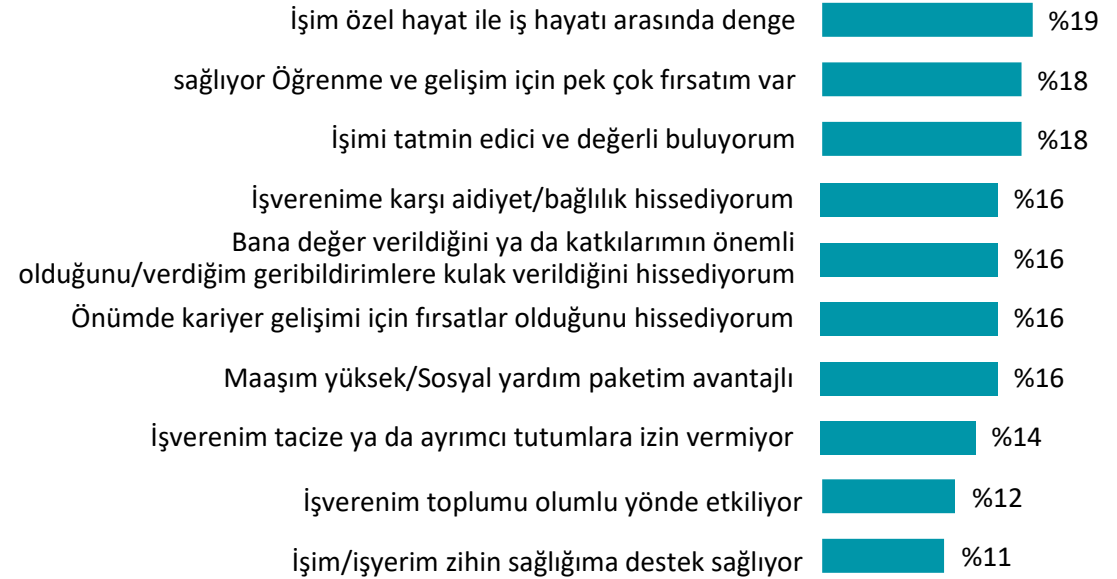 İşim özel hayat ile iş hayatı arasında denge %19
sağlıyor Öğrenme ve gelişim için pek çok fırsatım var %18
İşimi tatmin edici ve değerli buluyorum %18
İşverenime karşı aidiyet/bağlılık hissediyorum %16
Bana değer verildiğini ya da katkılarımın önemli
olduğunu/verdiğim geribildirimlere kulak verildiğini hissediyorum %16
Önümde kariyer gelişimi için fırsatlar olduğunu hissediyorum %16
Maaşım yüksek/Sosyal yardım paketim avantajlı %16
İşverenim tacize ya da ayrımcı tutumlara izin vermiyor %14
İşverenim toplumu olumlu yönde etkiliyor %12
İşim/işyerim zihin sağlığıma destek sağlıyor %11